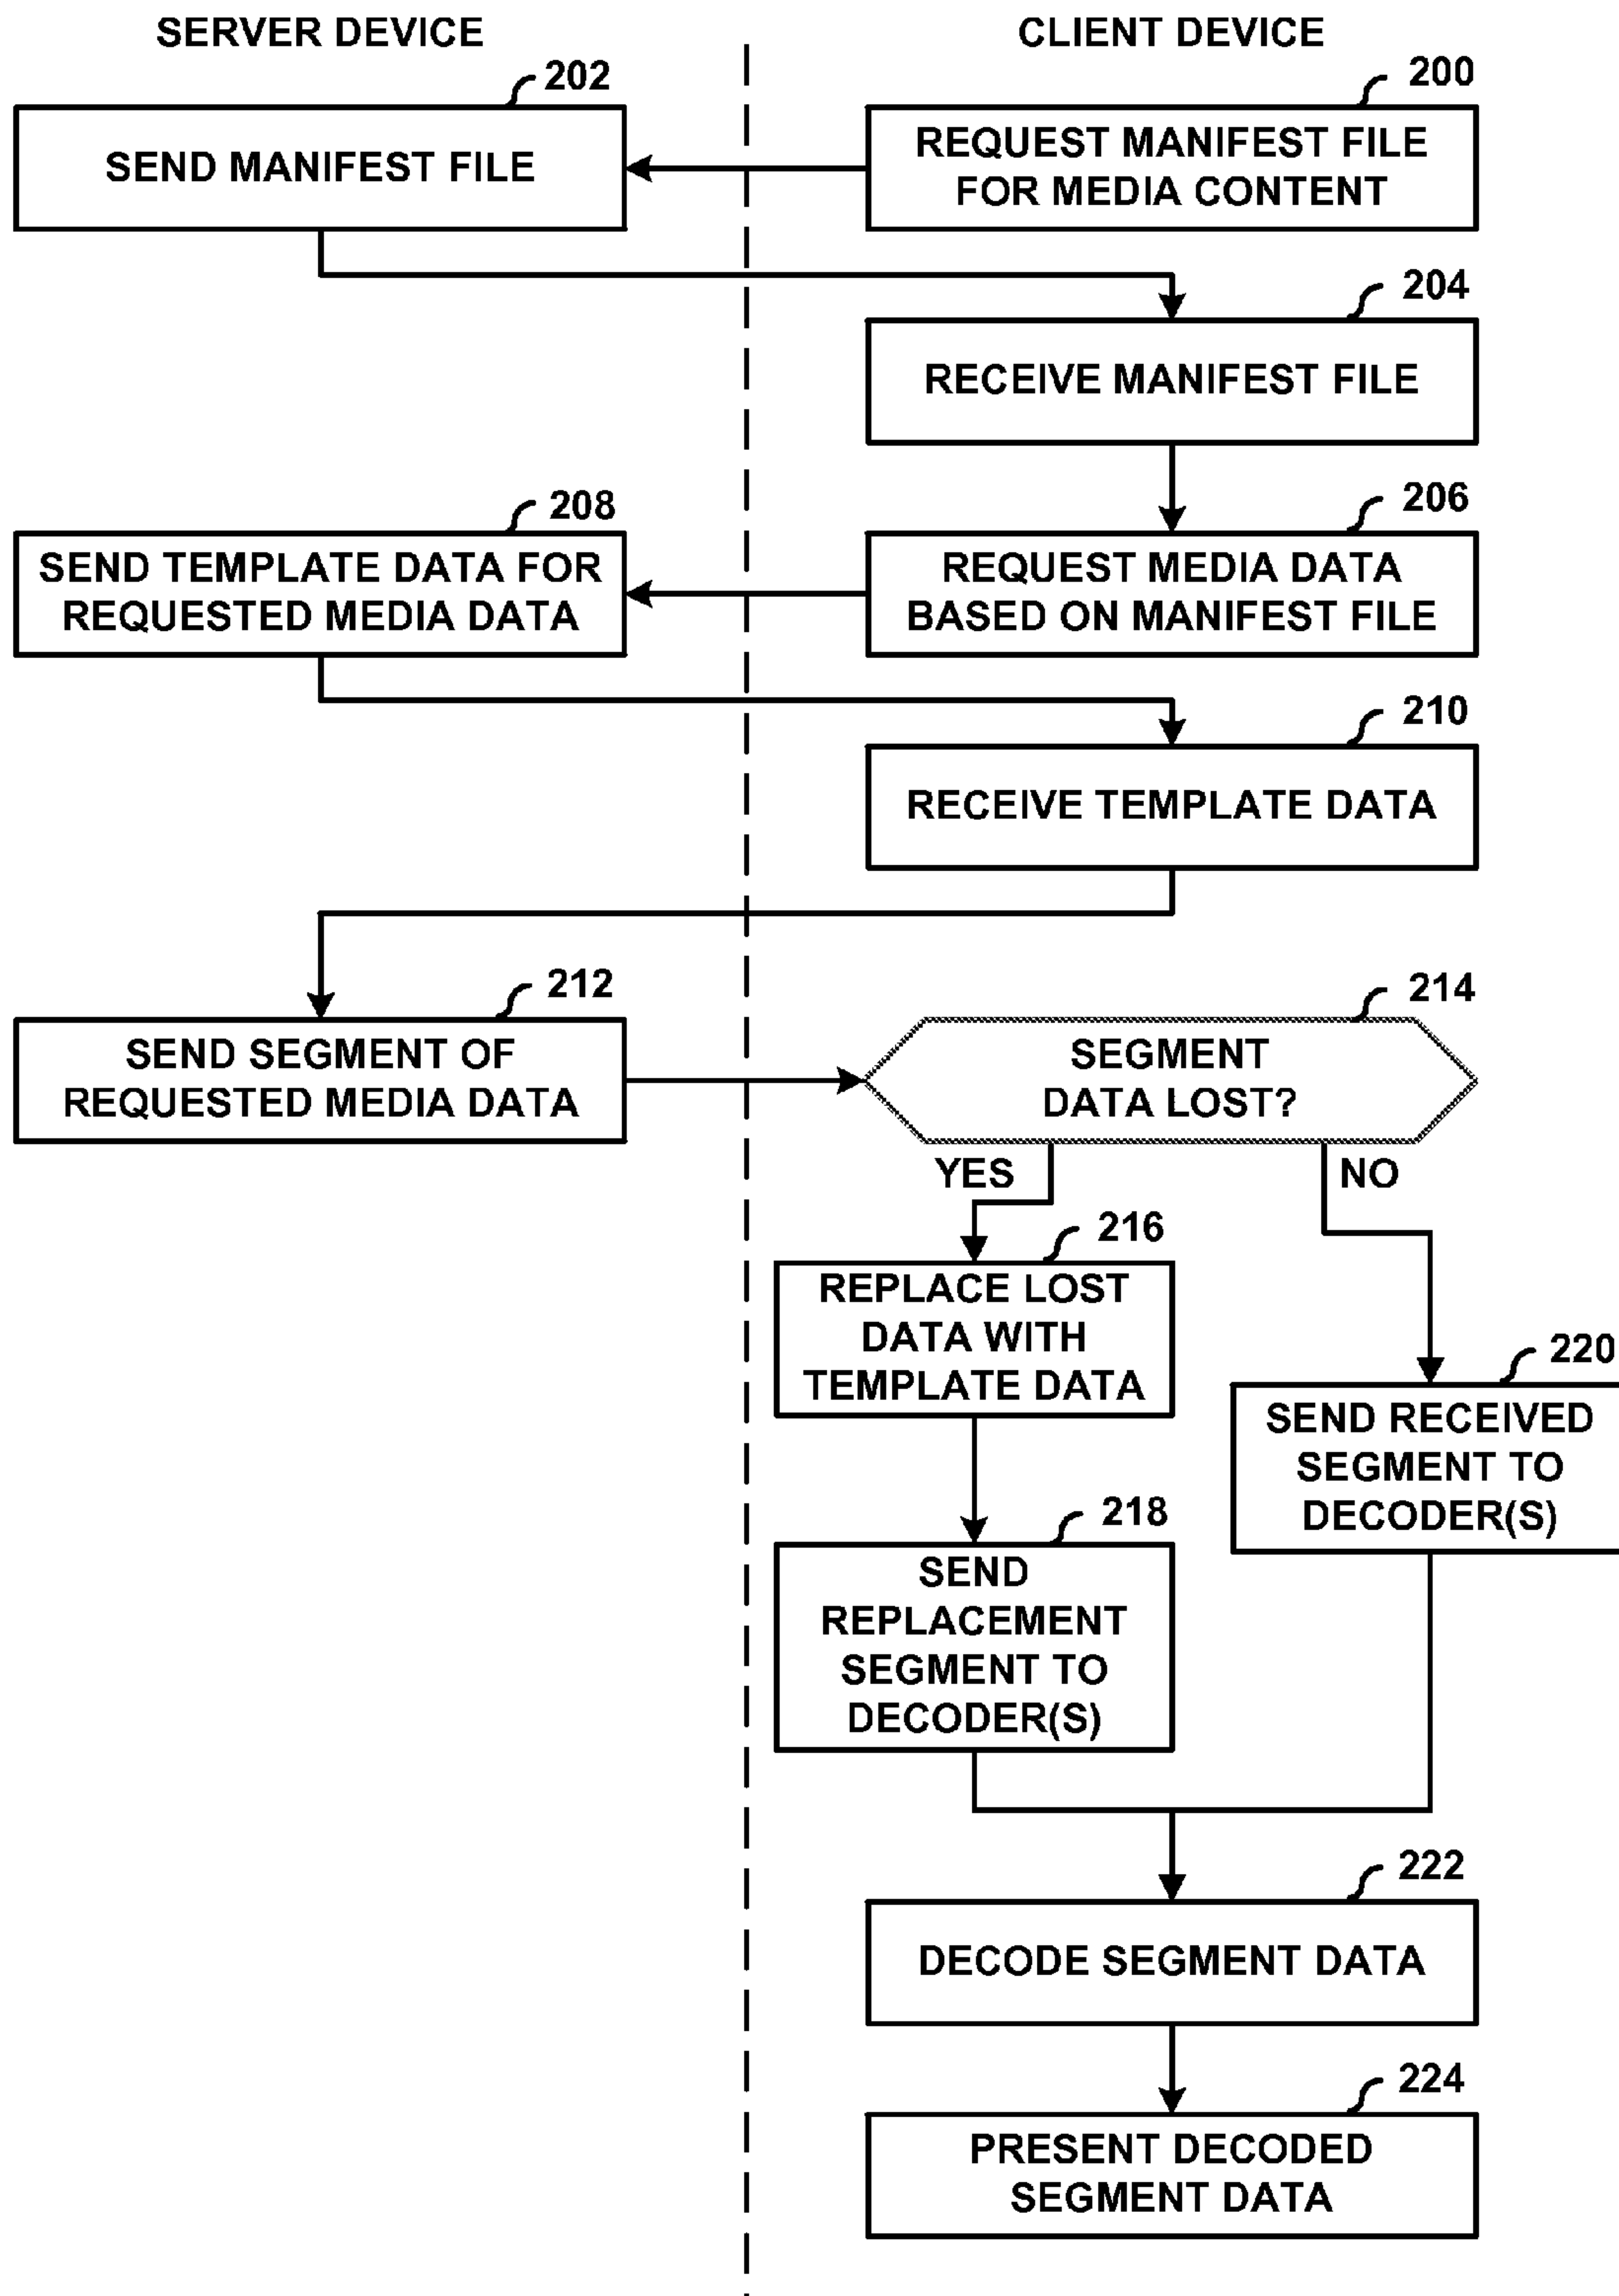 SERVER DEVICE
CLIENT DEVICE
202
200
SEND MANIFEST FILE
REQUEST MANIFEST FILE
FOR MEDIA CONTENT
204
RECEIVE MANIFEST FILE
208
206
SEND TEMPLATE DATA FOR
REQUESTED MEDIA DATA
REQUEST MEDIA DATA
BASED ON MANIFEST FILE
210
RECEIVE TEMPLATE DATA
212
214
SEND SEGMENT OF
REQUESTED MEDIA DATA
SEGMENT
DATA LOST?
YES
NO
216
REPLACE LOST
DATA WITH
TEMPLATE DATA
220
SEND RECEIVED
SEGMENT TO
DECODER(S)
218
SEND
REPLACEMENT
SEGMENT TO
DECODER(S)
222
DECODE SEGMENT DATA
224
PRESENT DECODED
SEGMENT DATA